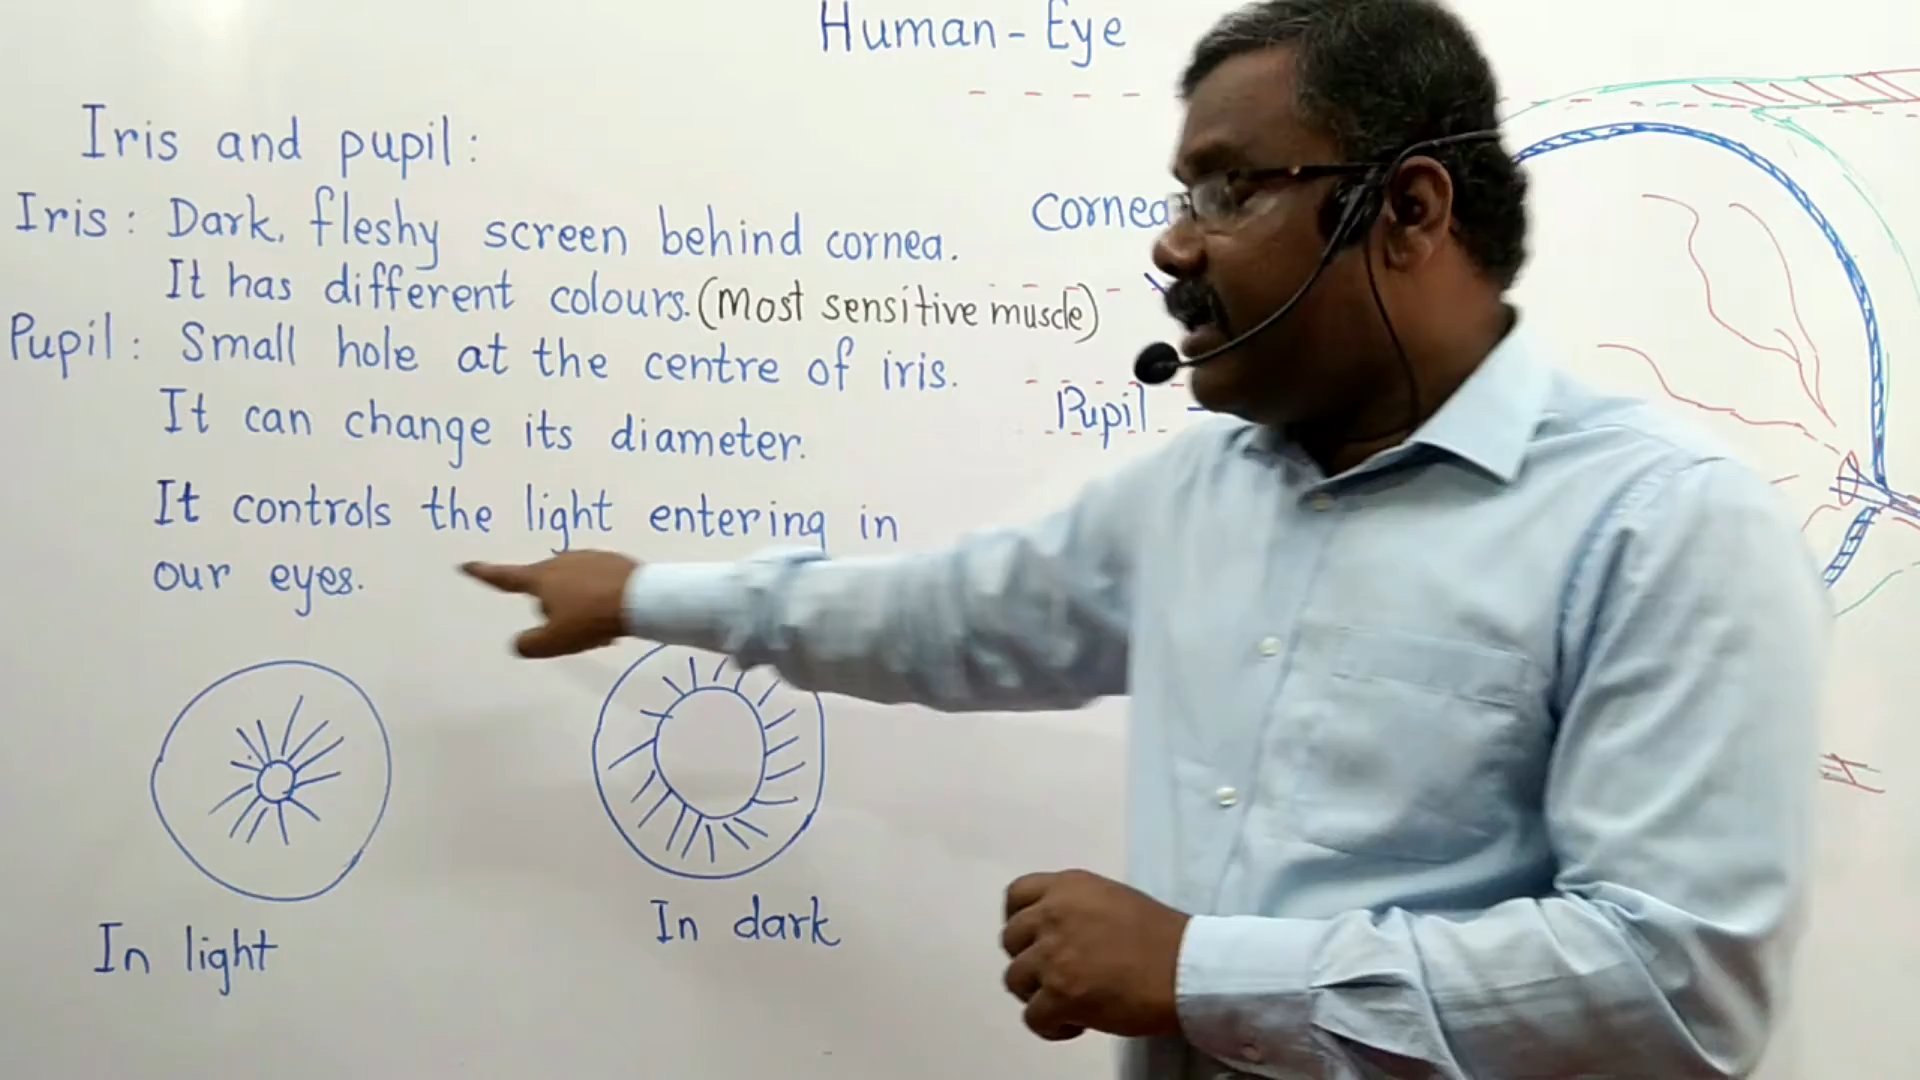 Human - Eye
Iris and pupil:
Iris: Dark, fleshy screen behind cornea.
It has different colours. (Most sensitive muscle)
Pupil: Small hole at the centre of iris.
It can change its diameter.
It controls the light entering in
our eyes.
In light
In dark
Cornea
Pupil